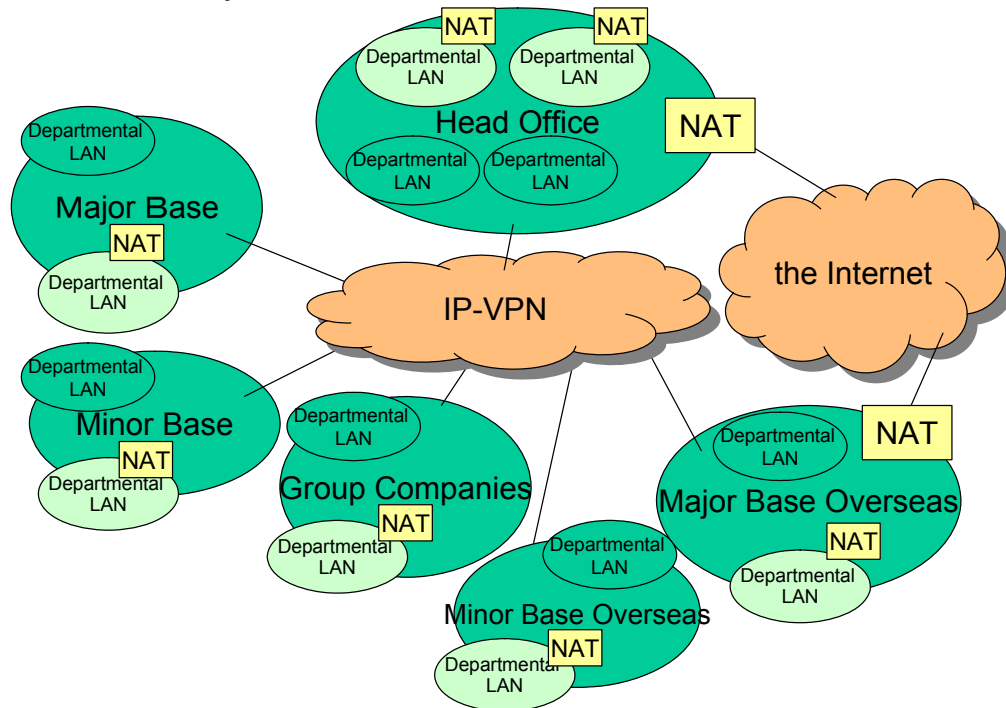 NAT
NAT
Departmental
LAN
Departmental
LAN
Head Office
NAT
Departmental
LAN
Departmental
LAN
Departmental
LAN
Major Base
NAT
Departmental
LAN
the Internet
IP-VPN
Departmental
LAN
Minor Base
NAT
Departmental
LAN
Departmental
LAN
Group Companies
NAT
Departmental
LAN
Departmental
LAN
NAT
Major Base Overseas
NAT
Departmental
LAN
Departmental
LAN
Minor Base Overseas
NAT
Departmental
LAN